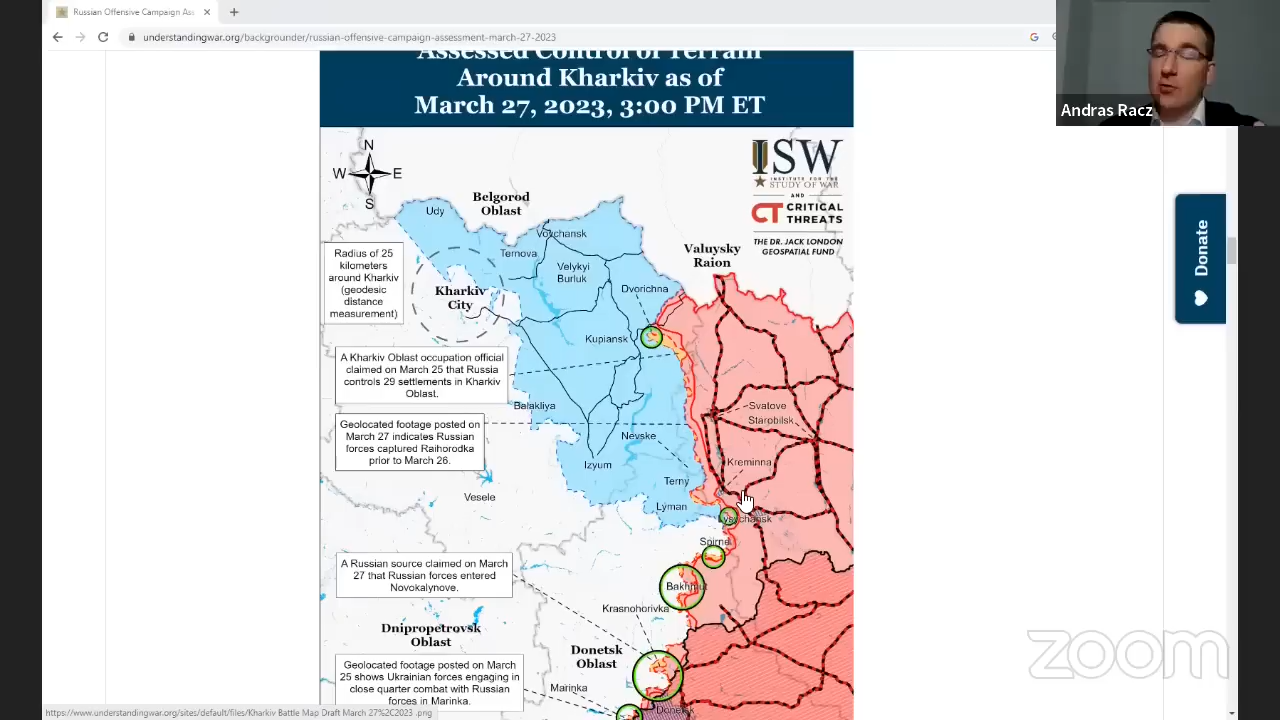 Russian Offensive Campaign Ass
understandingwar.org/backgrounder/russian-offensive-campaign-assessment-march-27-2023
Andras Racz
Assessed Control of Terrain
Around Kharkiv as of
March 27, 2023, 3:00 PM ET
N
W
E
S
ISW
INSTITUTE FOR THE
STUDY OF WAR
AND
CT CRITICAL
THREATS
THE DR. JACK LONDON
GEOSPATIAL FUND
Belgorod
Oblast
Udy
Vovchansk
Ternova
Velykyi
Burluk
Valuysky
Raion
Dvorichna
Donate
Radius of 25
kilometers
around Kharkiv
(geodesic
distance
measurement)
Kharkiv
City
Kupiansk
A Kharkiv Oblast occupation official
claimed on March 25 that Russia
controls 29 settlements in Kharkiv
Oblast.
Balakliya
Svatove
Starobilsk
Geolocated footage posted on
March 27 indicates Russian
forces captured Raihorodka
prior to March 26.
Nevske
Izyum
Kreminna
Terny
Vesele
Lyman
Lysychansk
Spirne
A Russian source claimed on March
27 that Russian forces entered
Novokalynove.
Bakhmut
Krasnohorivka
Dnipropetrovsk
Oblast
Donetsk
Oblast
Geolocated footage posted on March
25 shows Ukrainian forces engaging in
close quarter combat with Russian
forces in Marinka.
Marinka
Donetsk
zoom
https://www.understandingwar.org/sites/default/files/Kharkiv Battle Map Draft March 27%2C2023 .png